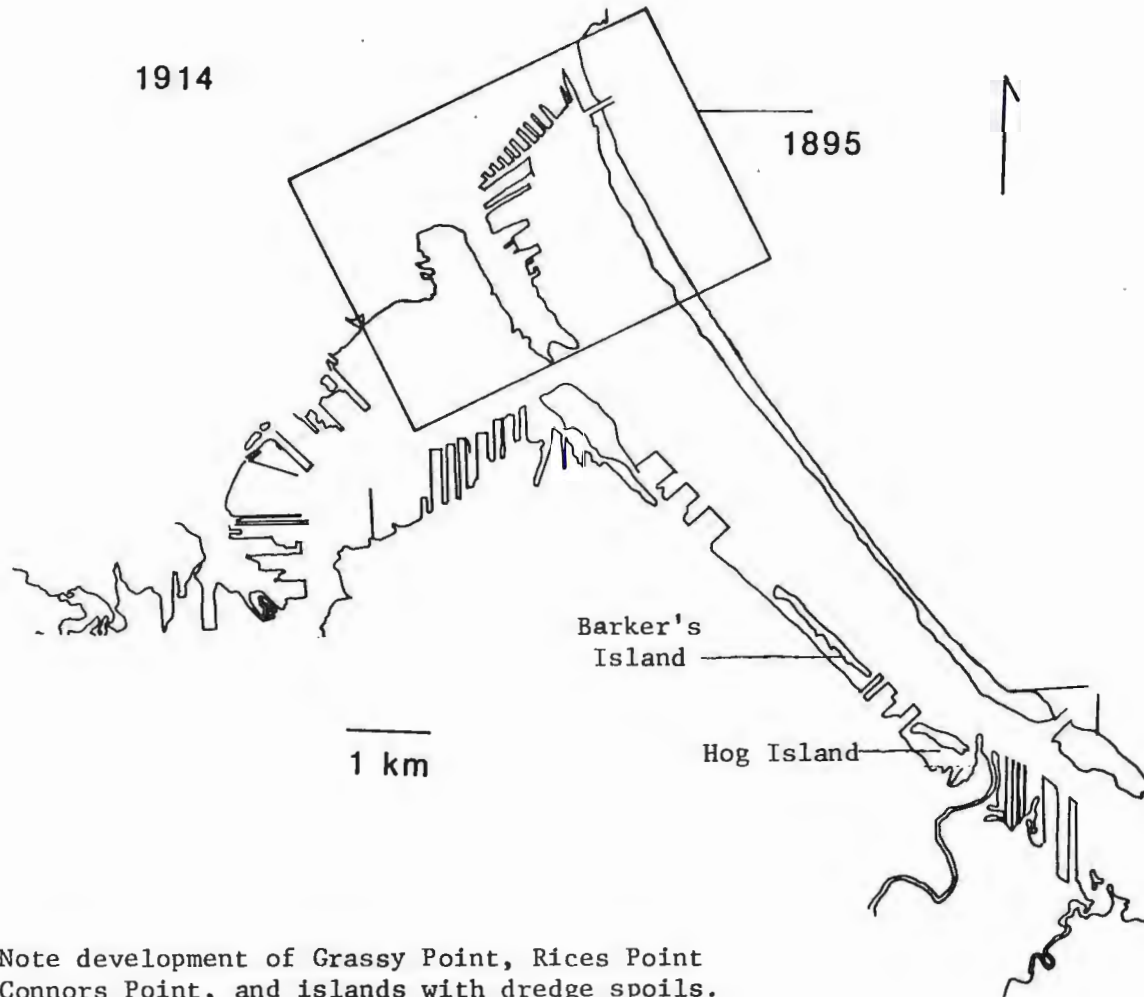 1914
1895
Barker's
Island
Hog Island
1 km
Note development of Grassy Point, Rices Point
Connors Point, and islands with dredge spoils.